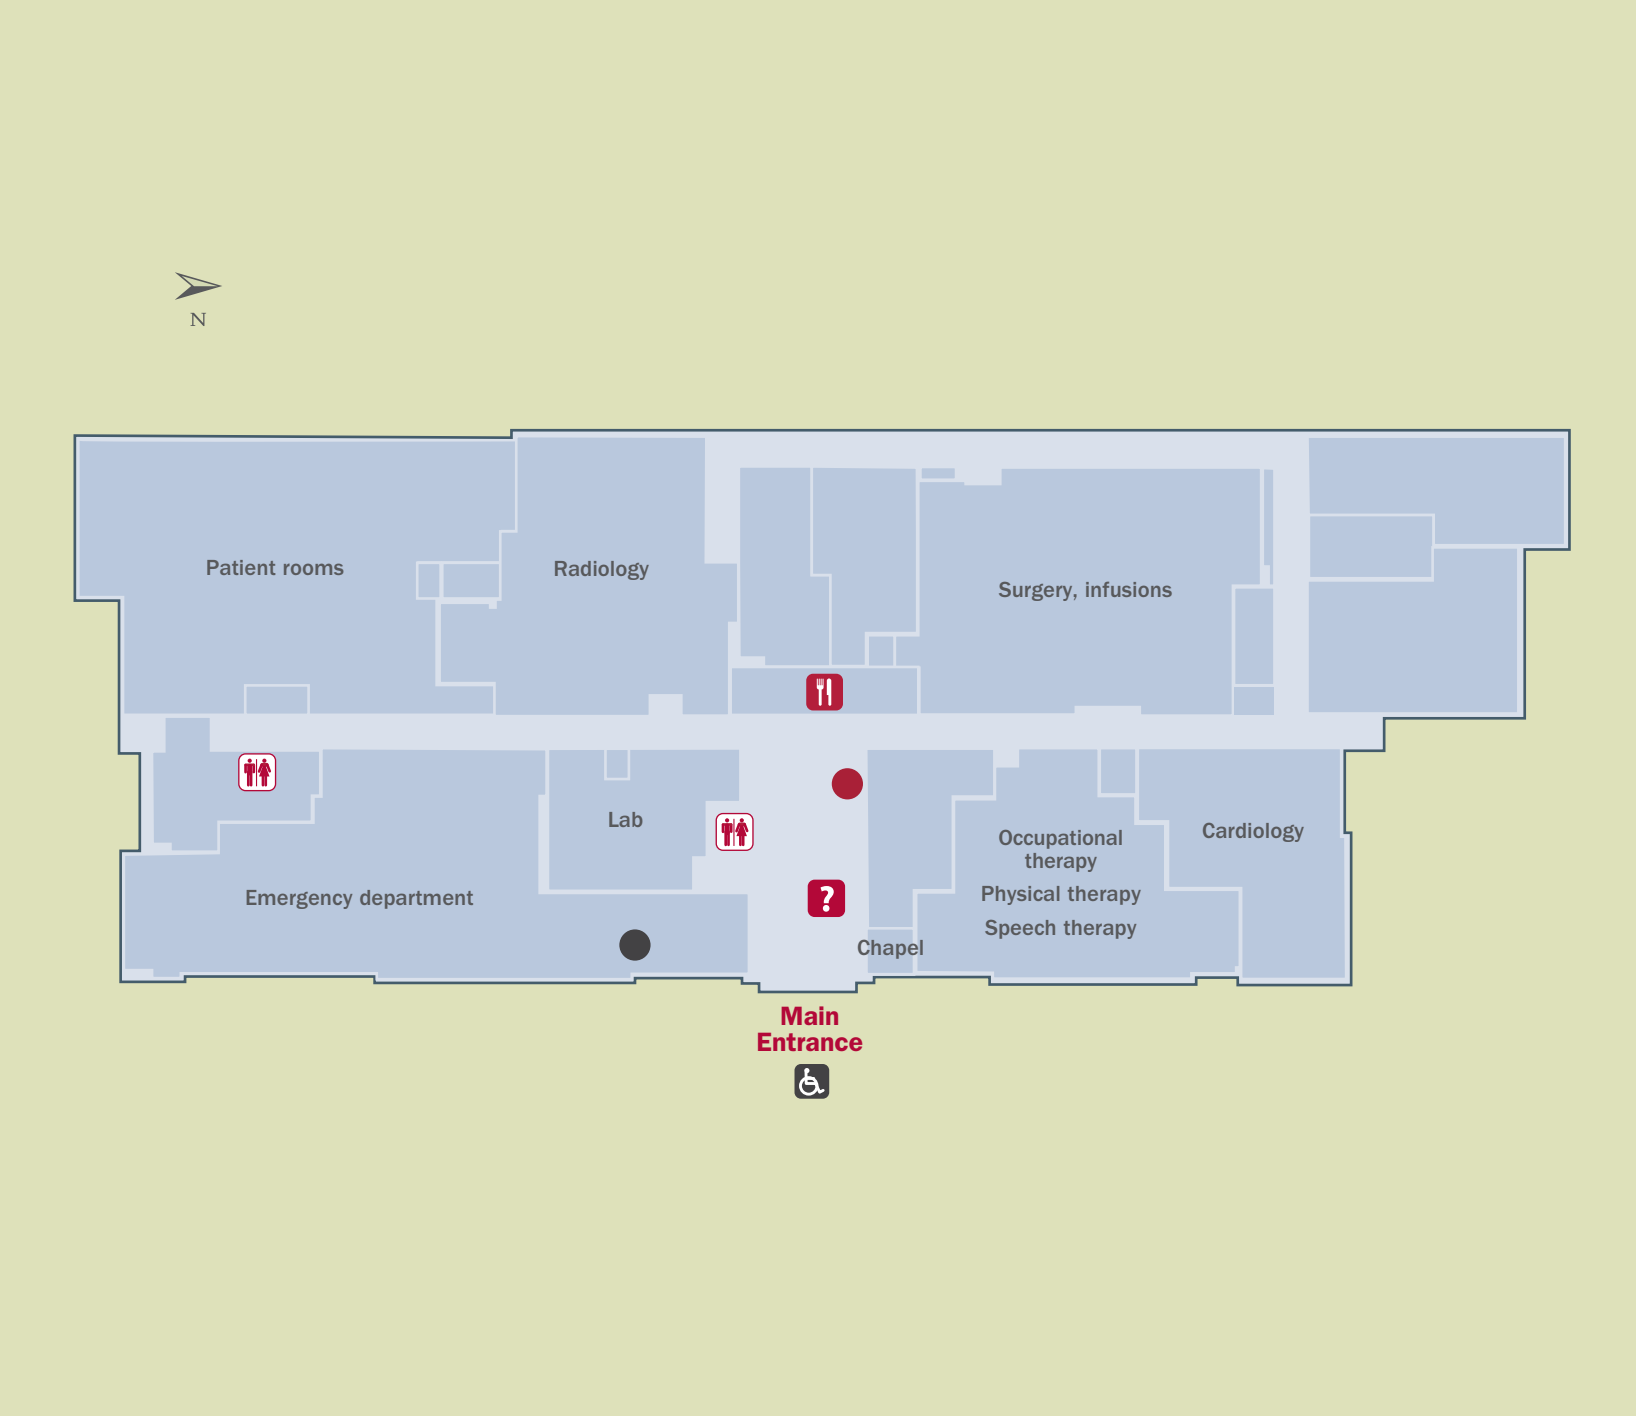 N
Patient rooms
Radiology
Surgery, infusions
Lab
Occupational
therapy
Cardiology
Emergency department
?
Physical therapy
Speech therapy
Chapel
Main
Entrance